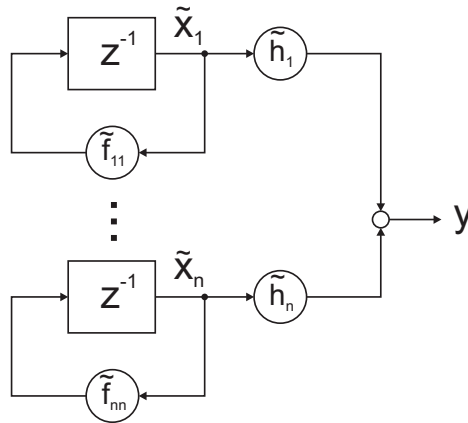 z⁻¹ x̃₁ h̃₁
f̃₁₁
⋮
y
z⁻¹ x̃ₙ h̃ₙ
f̃ₙₙ